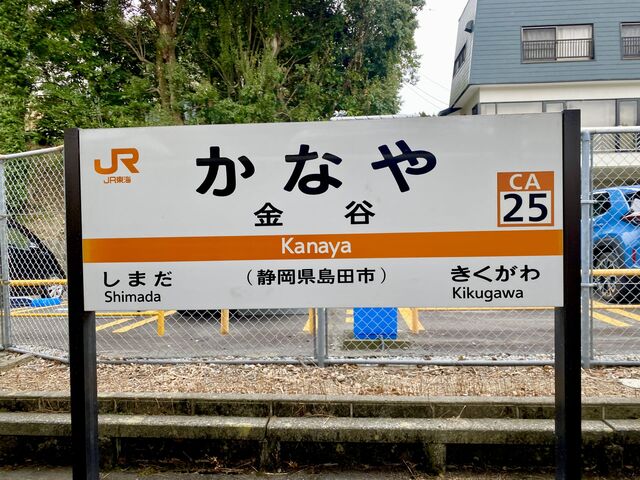 JR
JR東海
かなや
金谷
CA
25
Kanaya
しまだ
Shimada
(静岡県島田市)
きくがわ
Kikugawa